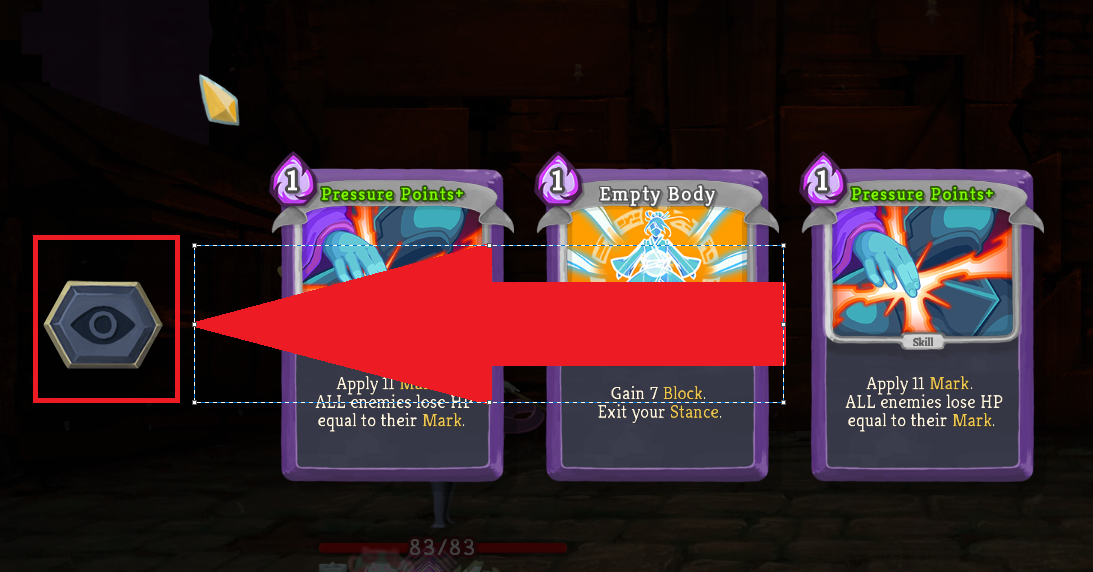 1
Pressure Points+
Apply 11
ALL enemies lose HP
equal to their Mark.
1
Empty Body
Gain 7 Block.
Exit your Stance.
1
Pressure Points+
Skill
Apply 11 Mark.
ALL enemies lose HP
equal to their Mark.
83/83